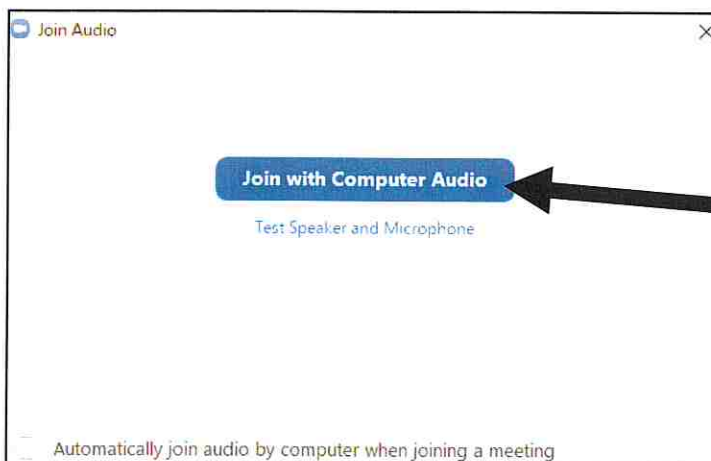 Join Audio
Join with Computer Audio
Test Speaker and Microphone
Automatically join audio by computer when joining a meeting